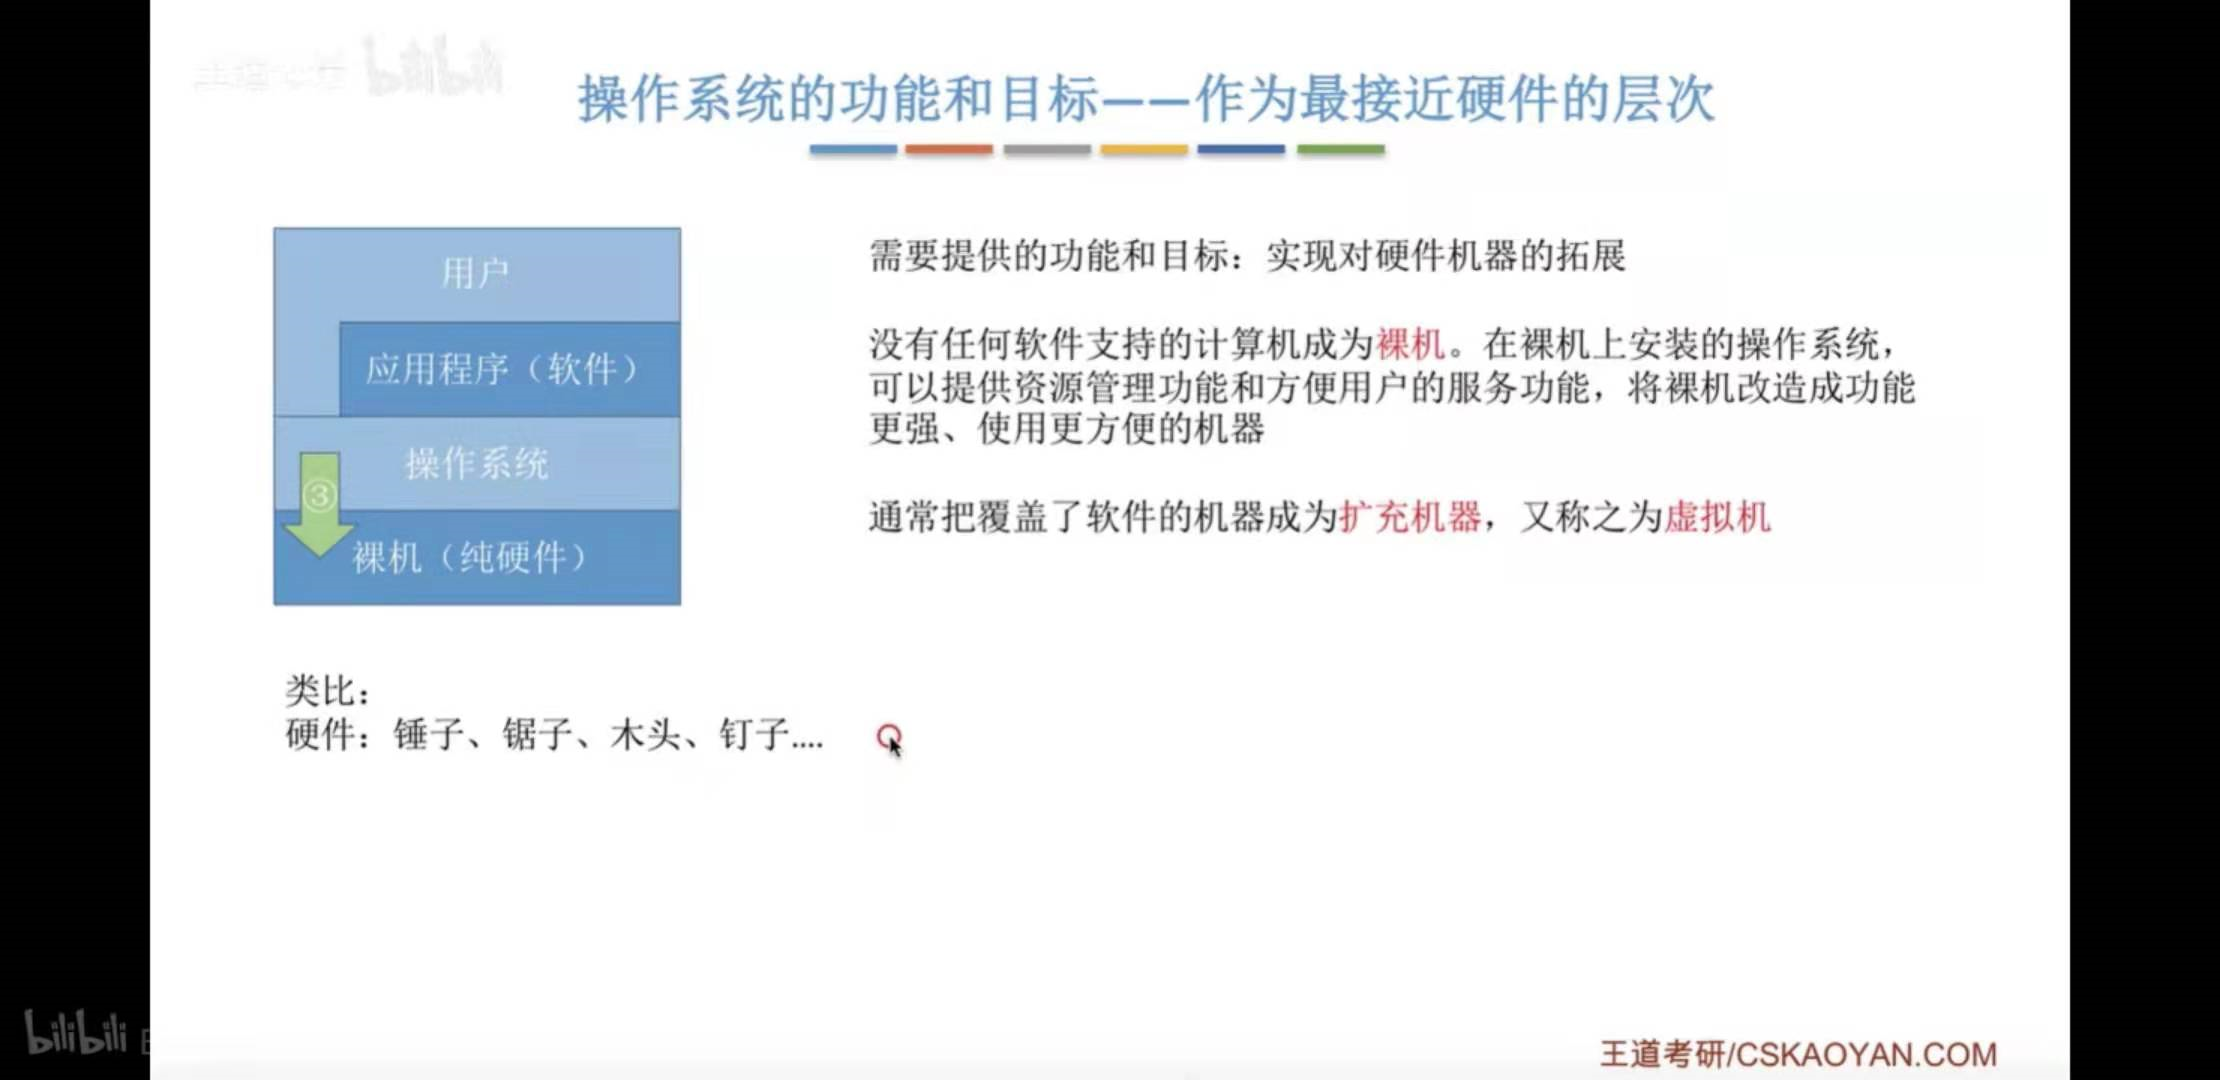 bilibili
操作系统的功能和目标——作为最接近硬件的层次
用户
应用程序（软件）
操作系统
③
裸机（纯硬件）
需要提供的功能和目标：实现对硬件机器的拓展
没有任何软件支持的计算机成为裸机。在裸机上安装的操作系统，
可以提供资源管理功能和方便用户的服务功能，将裸机改造成功能
更强、使用更方便的机器
通常把覆盖了软件的机器成为扩充机器，又称之为虚拟机
类比：
硬件：锤子、锯子、木头、钉子....
bilibili
王道考研/CSKAOYAN.COM